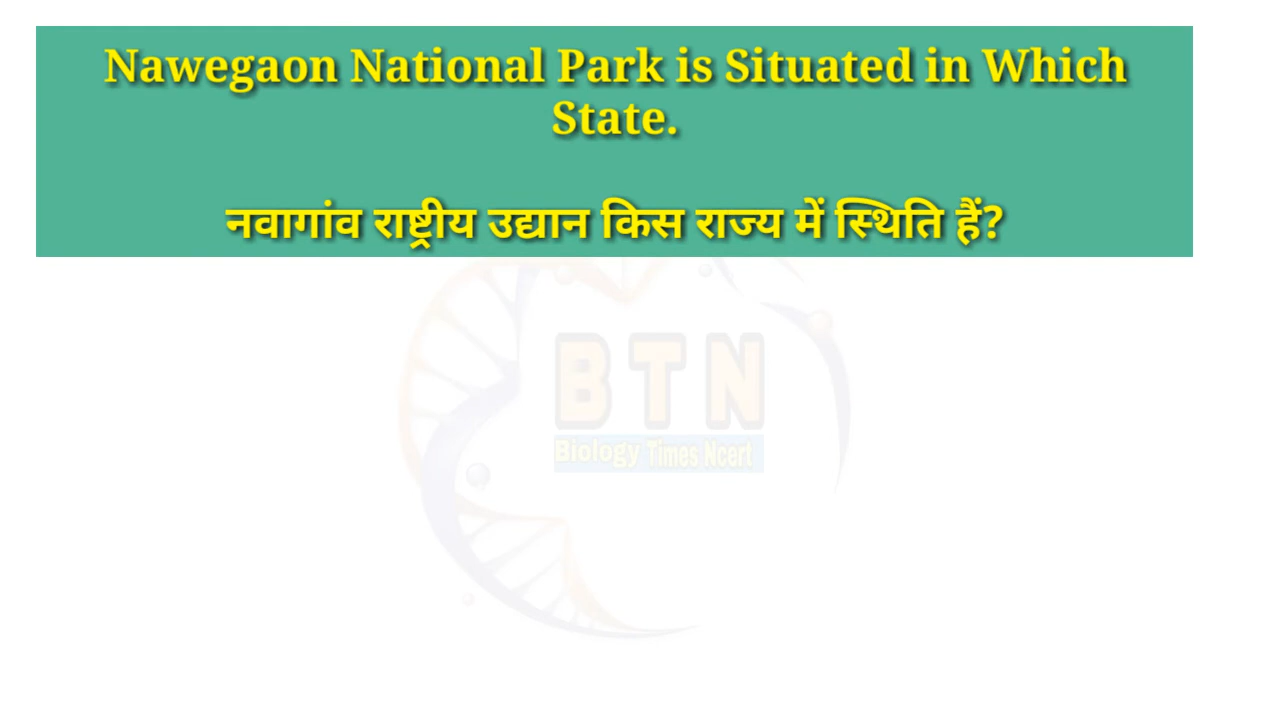 Nawegaon National Park is Situated in Which
State.
नवागांव राष्ट्रीय उद्यान किस राज्य में स्थिति हैं?
BTN
Biology Times Ncert